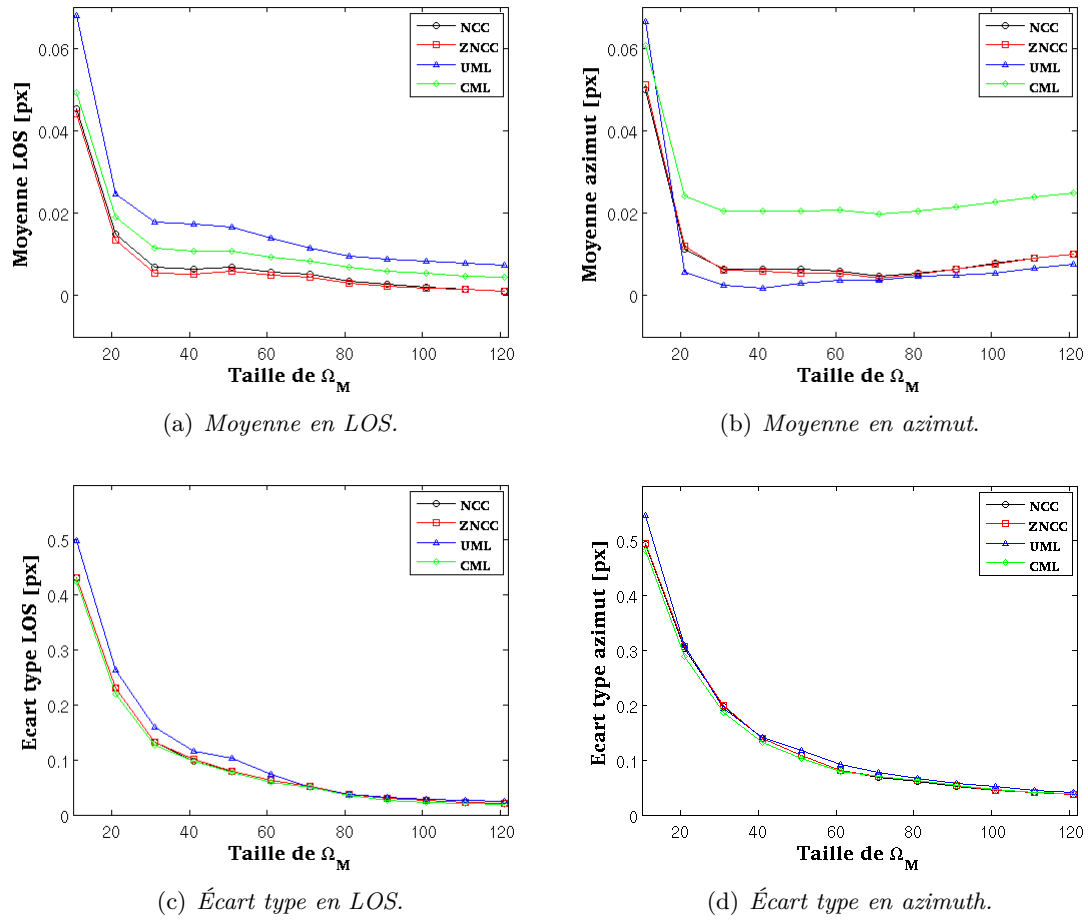 0.06
0.04
0.02
0
Moyenne LOS [px]
20 40 60 80 100 120
Taille de Ω_M
NCC
ZNCC
UML
CML
(a) Moyenne en LOS.
0.06
0.04
0.02
0
Moyenne azimut [px]
20 40 60 80 100 120
Taille de Ω_M
NCC
ZNCC
UML
CML
(b) Moyenne en azimut.
0.5
0.4
0.3
0.2
0.1
0
Ecart type LOS [px]
20 40 60 80 100 120
Taille de Ω_M
NCC
ZNCC
UML
CML
(c) Écart type en LOS.
0.5
0.4
0.3
0.2
0.1
0
Ecart type azimut [px]
20 40 60 80 100 120
Taille de Ω_M
NCC
ZNCC
UML
CML
(d) Écart type en azimuth.